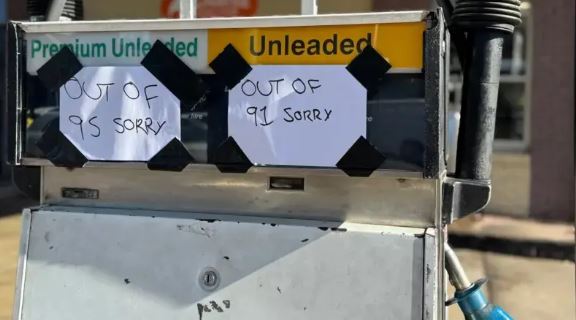 Premium Unleaded
Unleaded
OUT OF
95 SORRY
OUT OF
91 SORRY